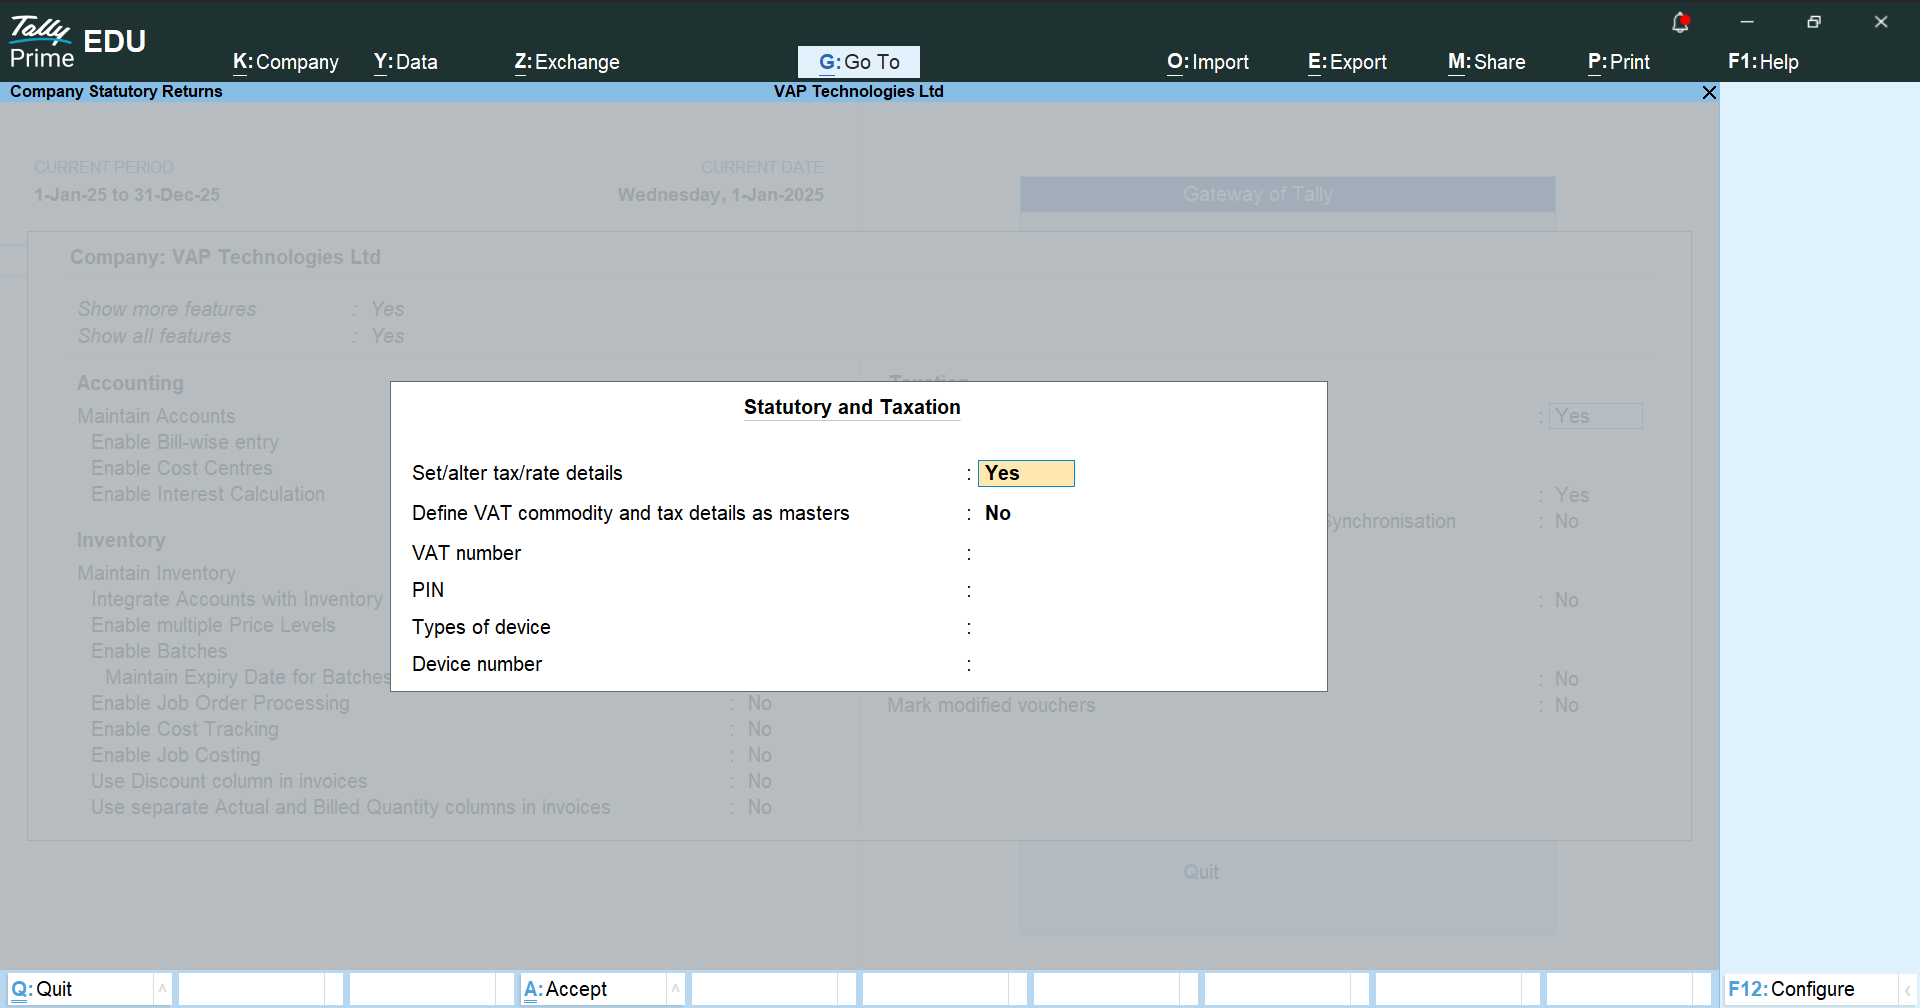 Tally
Prime
EDU
K:Company
Y:Data
Z:Exchange
G:Go To
O:Import
E:Export
M:Share
P:Print
F1:Help
Company Statutory Returns
VAP Technologies Ltd
CURRENT PERIOD
1-Jan-25 to 31-Dec-25
CURRENT DATE
Wednesday, 1-Jan-2025
Gateway of Tally
Company: VAP Technologies Ltd
Show more features : Yes
Show all features : Yes
Accounting
Maintain Accounts
Enable Bill-wise entry
Enable Cost Centres
Enable Interest Calculation
Inventory
Maintain Inventory
Integrate Accounts with Inventory
Enable multiple Price Levels
Enable Batches
Maintain Expiry Date for Batches
Enable Job Order Processing : No
Enable Cost Tracking : No
Enable Job Costing : No
Use Discount column in invoices : No
Use separate Actual and Billed Quantity columns in invoices : No
Taxation
: Yes
: Yes
Synchronisation : No
: No
: No
Mark modified vouchers : No
Statutory and Taxation
Set/alter tax/rate details : Yes
Define VAT commodity and tax details as masters : No
VAT number :
PIN :
Types of device :
Device number :
Quit
Q:Quit
A:Accept
F12:Configure